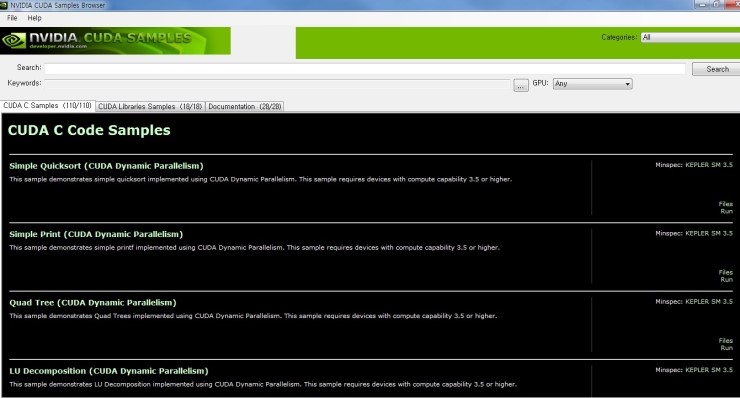 NVIDIA CUDA Samples Browser
File Help
NVIDIA. CUDA SAMPLES
developer.nvidia.com
Categories: All
Search: Search
Keywords: ... GPU: Any
CUDA C Samples (110/110) CUDA Libraries Samples (18/18) Documentation (28/28)
CUDA C Code Samples
Simple Quicksort (CUDA Dynamic Parallelism) Minspec: KEPLER SM 3.5
This sample demonstrates simple quicksort implemented using CUDA Dynamic Parallelism. This sample requires devices with compute capability 3.5 or higher.
Files
Run
Simple Print (CUDA Dynamic Parallelism) Minspec: KEPLER SM 3.5
This sample demonstrates simple printf implemented using CUDA Dynamic Parallelism. This sample requires devices with compute capability 3.5 or higher.
Files
Run
Quad Tree (CUDA Dynamic Parallelism) Minspec: KEPLER SM 3.5
This sample demonstrates Quad Trees implemented using CUDA Dynamic Parallelism. This sample requires devices with compute capability 3.5 or higher.
Files
Run
LU Decomposition (CUDA Dynamic Parallelism) Minspec: KEPLER SM 3.5
This sample demonstrates LU Decomposition implemented using CUDA Dynamic Parallelism. This sample requires devices with compute capability 3.5 or higher.